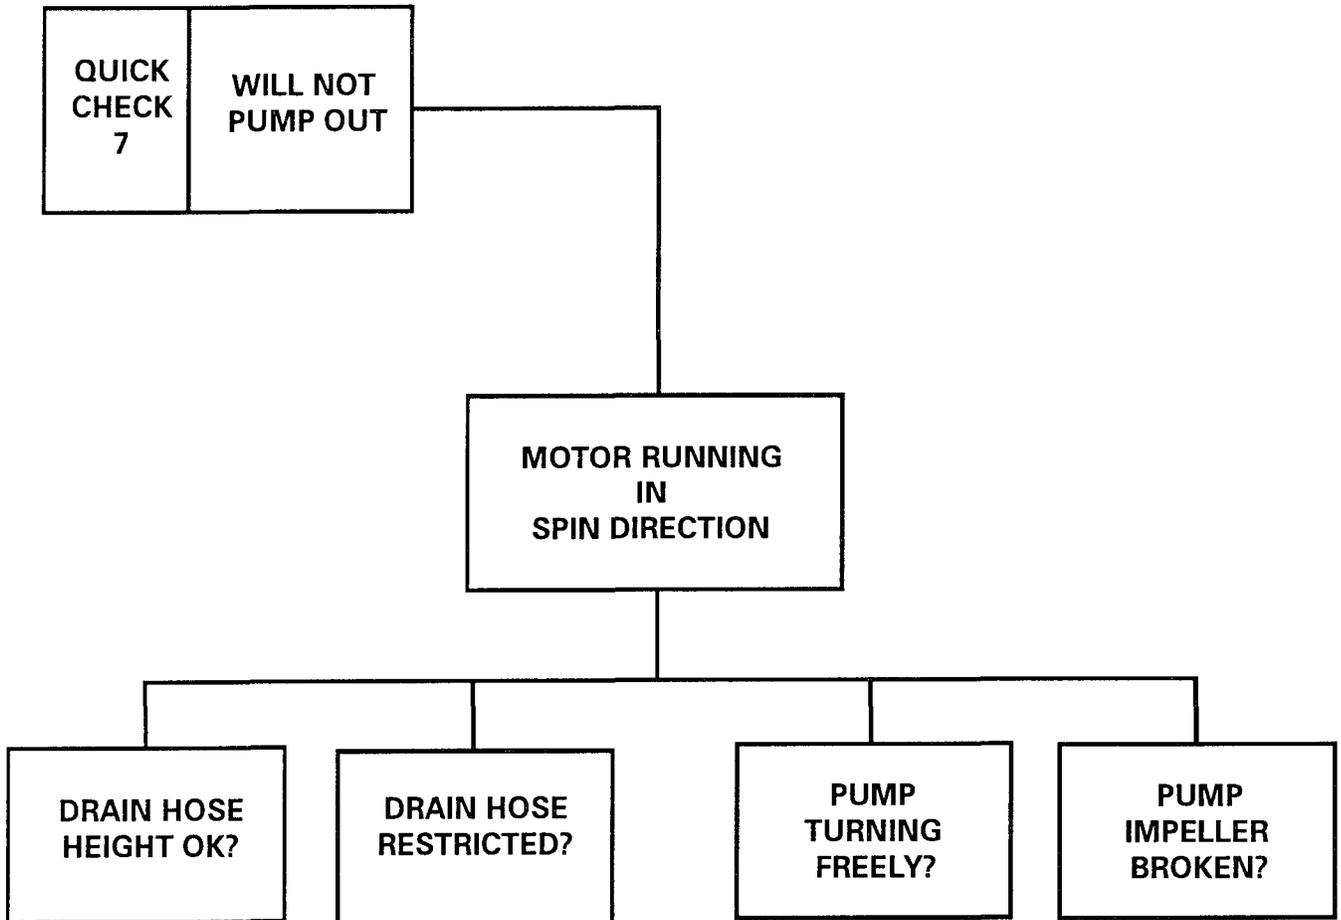 QUICK
CHECK
7
WILL NOT
PUMP OUT
MOTOR RUNNING
IN
SPIN DIRECTION
DRAIN HOSE
HEIGHT OK?
DRAIN HOSE
RESTRICTED?
PUMP
TURNING
FREELY?
PUMP
IMPELLER
BROKEN?